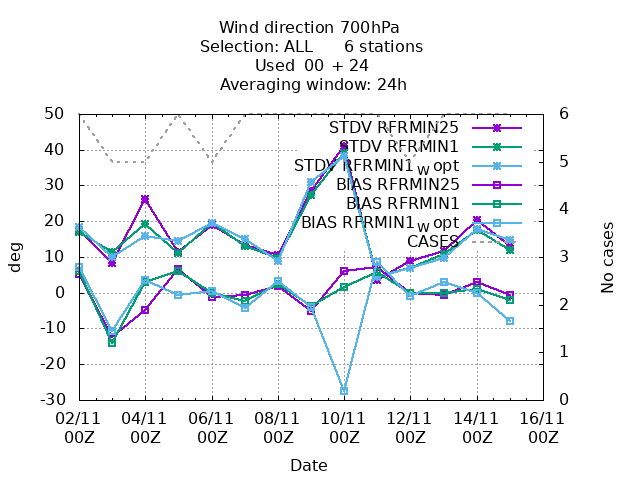 Wind direction 700hPa
Selection: ALL 6 stations
Used 00 + 24
Averaging window: 24h
50
40
30
20
10
0
-10
-20
-30
deg
6
5
4
3
2
1
0
No cases
STDV RFRMIN25
STDV RFRMIN1
STDV RFRMIN1_w opt
BIAS RFRMIN25
BIAS RFRMIN1
BIAS RFRMIN1_w opt
CASES
02/11 04/11 06/11 08/11 10/11 12/11 14/11 16/11
00Z 00Z 00Z 00Z 00Z 00Z 00Z 00Z
Date